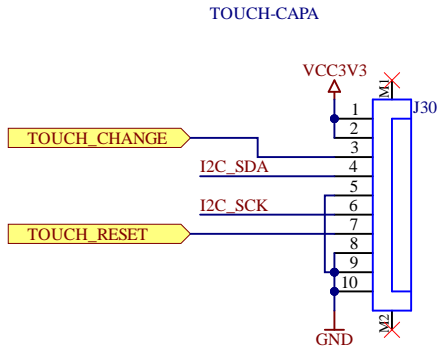 TOUCH-CAPA
VCC3V3
M1
J30
1
2
TOUCH_CHANGE
3
I2C_SDA
4
5
I2C_SCK
6
TOUCH_RESET
7
8
9
10
M2
GND